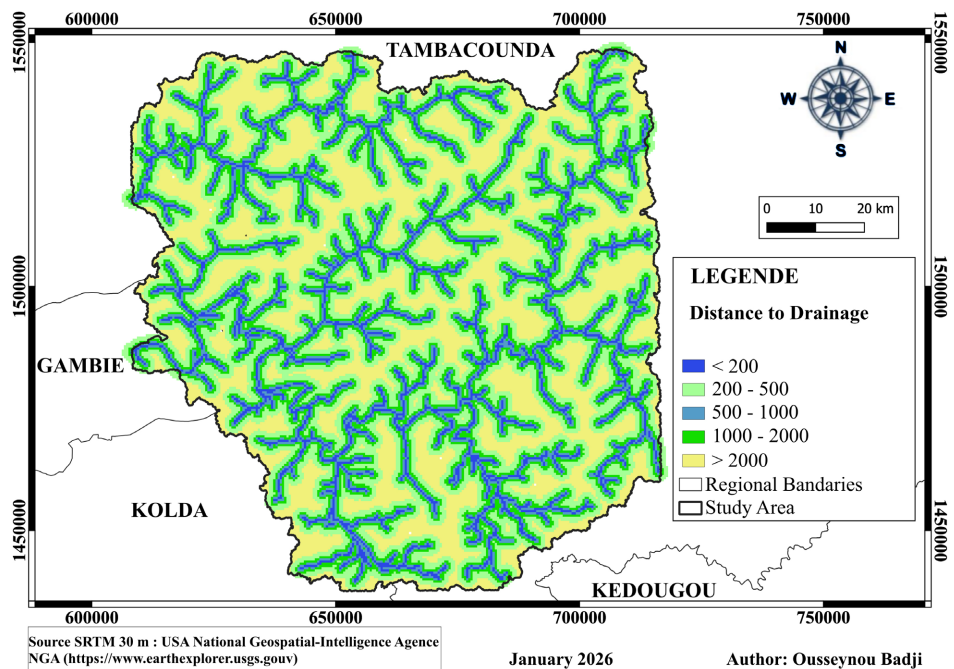 600000 650000 700000 750000
1550000 1550000
TAMBACOUNDA
N
W E
S
0 10 20 km
LEGENDE
Distance to Drainage
< 200
200 - 500
500 - 1000
1000 - 2000
> 2000
Regional Bandaries
Study Area
1500000 1500000
GAMBIE
KOLDA
1450000 1450000
KEDOUGOU
600000 650000 700000 750000
Source SRTM 30 m : USA National Geospatial-Intelligence Agence
NGA (https://www.earthexplorer.usgs.gouv)
January 2026
Author: Ousseynou Badji